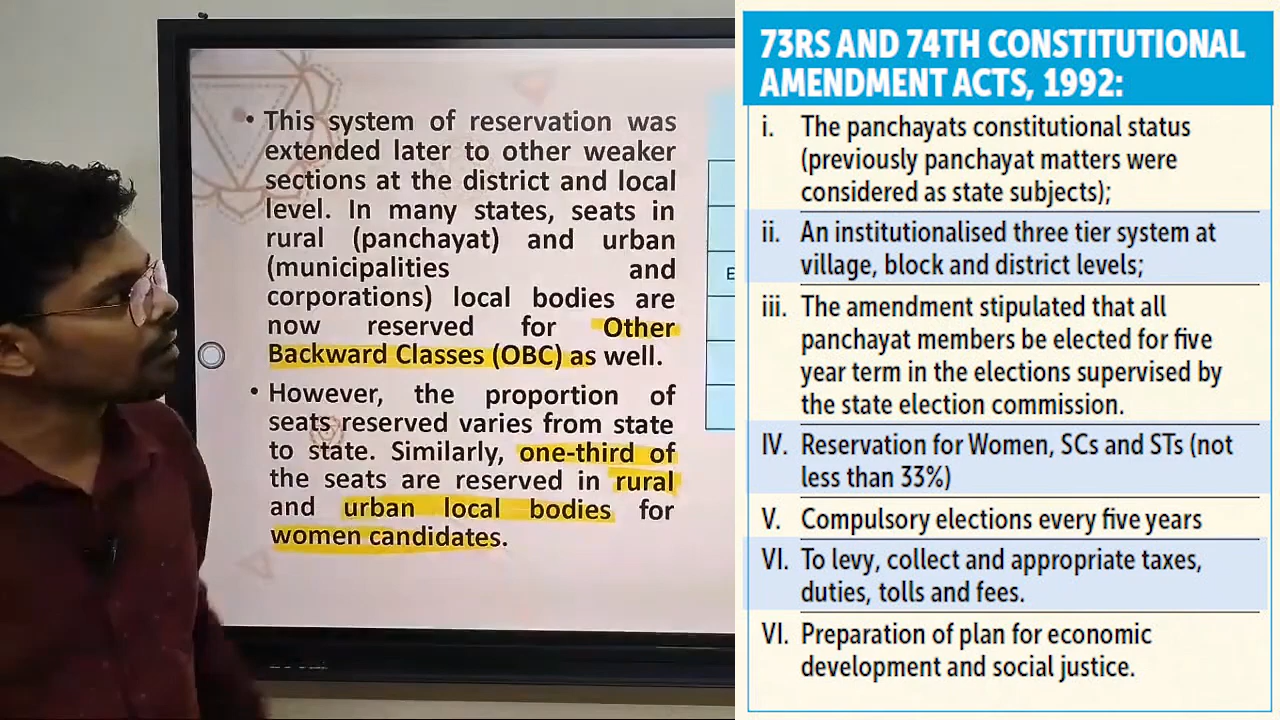 • This system of reservation was
extended later to other weaker
sections at the district and local
level. In many states, seats in
rural (panchayat) and urban
(municipalities and
corporations) local bodies are
now reserved for Other
Backward Classes (OBC) as well.
• However, the proportion of
seats reserved varies from state
to state. Similarly, one-third of
the seats are reserved in rural
and urban local bodies for
women candidates.
E
73RS AND 74TH CONSTITUTIONAL
AMENDMENT ACTS, 1992:
i. The panchayats constitutional status
(previously panchayat matters were
considered as state subjects);
ii. An institutionalised three tier system at
village, block and district levels;
iii. The amendment stipulated that all
panchayat members be elected for five
year term in the elections supervised by
the state election commission.
IV. Reservation for Women, SCs and STs (not
less than 33%)
V. Compulsory elections every five years
VI. To levy, collect and appropriate taxes,
duties, tolls and fees.
VI. Preparation of plan for economic
development and social justice.